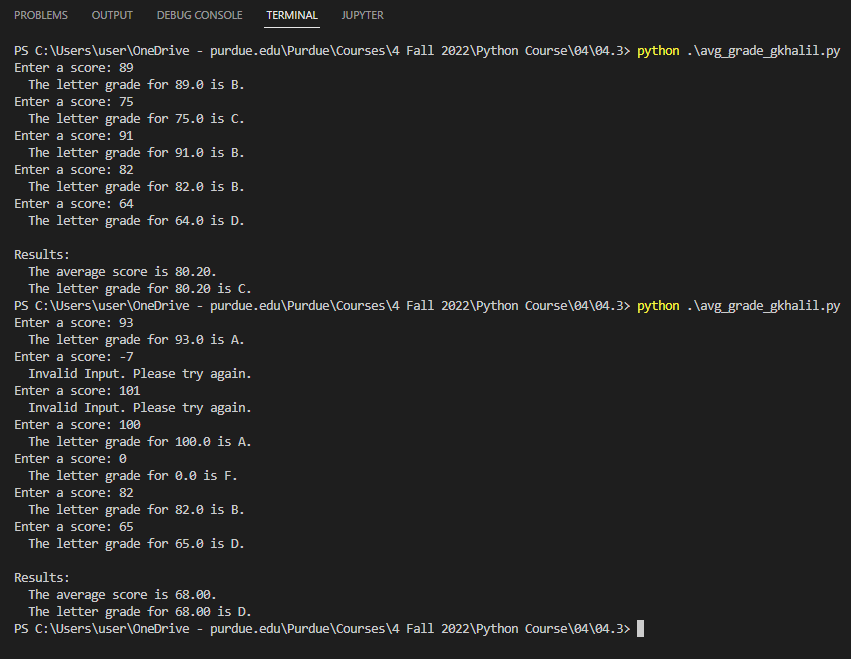 PROBLEMS OUTPUT DEBUG CONSOLE TERMINAL JUPYTER
PS C:\Users\user\OneDrive - purdue.edu\Purdue\Courses\4 Fall 2022\Python Course\04\04.3> python .\avg_grade_gkhalil.py
Enter a score: 89
  The letter grade for 89.0 is B.
Enter a score: 75
  The letter grade for 75.0 is C.
Enter a score: 91
  The letter grade for 91.0 is B.
Enter a score: 82
  The letter grade for 82.0 is B.
Enter a score: 64
  The letter grade for 64.0 is D.

Results:
  The average score is 80.20.
  The letter grade for 80.20 is C.
PS C:\Users\user\OneDrive - purdue.edu\Purdue\Courses\4 Fall 2022\Python Course\04\04.3> python .\avg_grade_gkhalil.py
Enter a score: 93
  The letter grade for 93.0 is A.
Enter a score: -7
  Invalid Input. Please try again.
Enter a score: 101
  Invalid Input. Please try again.
Enter a score: 100
  The letter grade for 100.0 is A.
Enter a score: 0
  The letter grade for 0.0 is F.
Enter a score: 82
  The letter grade for 82.0 is B.
Enter a score: 65
  The letter grade for 65.0 is D.

Results:
  The average score is 68.00.
  The letter grade for 68.00 is D.
PS C:\Users\user\OneDrive - purdue.edu\Purdue\Courses\4 Fall 2022\Python Course\04\04.3>